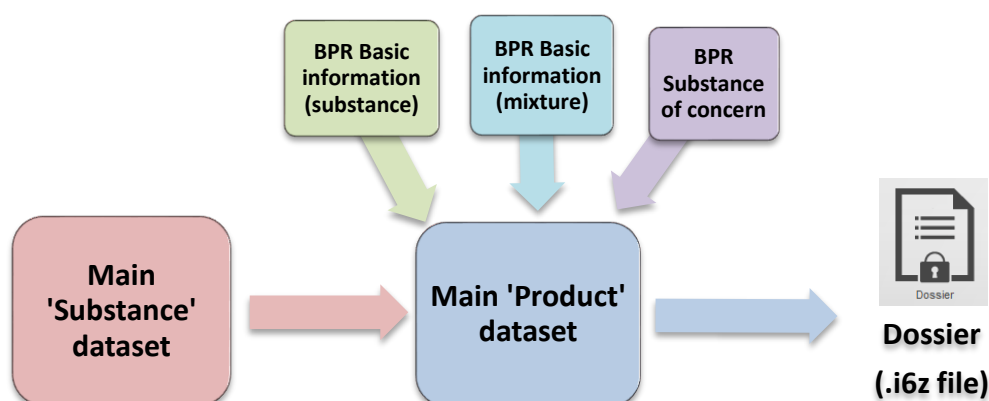 BPR Basic
information
(substance)
BPR Basic
information
(mixture)
BPR
Substance
of concern
Main
'Substance'
dataset
Main 'Product'
dataset
Dossier
Dossier
(.i6z file)